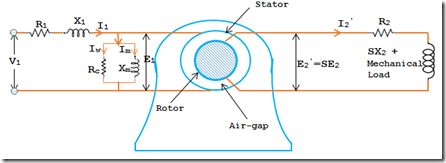 Stator
R1
X1
I1
I2'
R2
Iw
Im
V1
Rc
Xm
E1
E2'=SE2
SX2 +
Mechanical
Load
Rotor
Air-gap